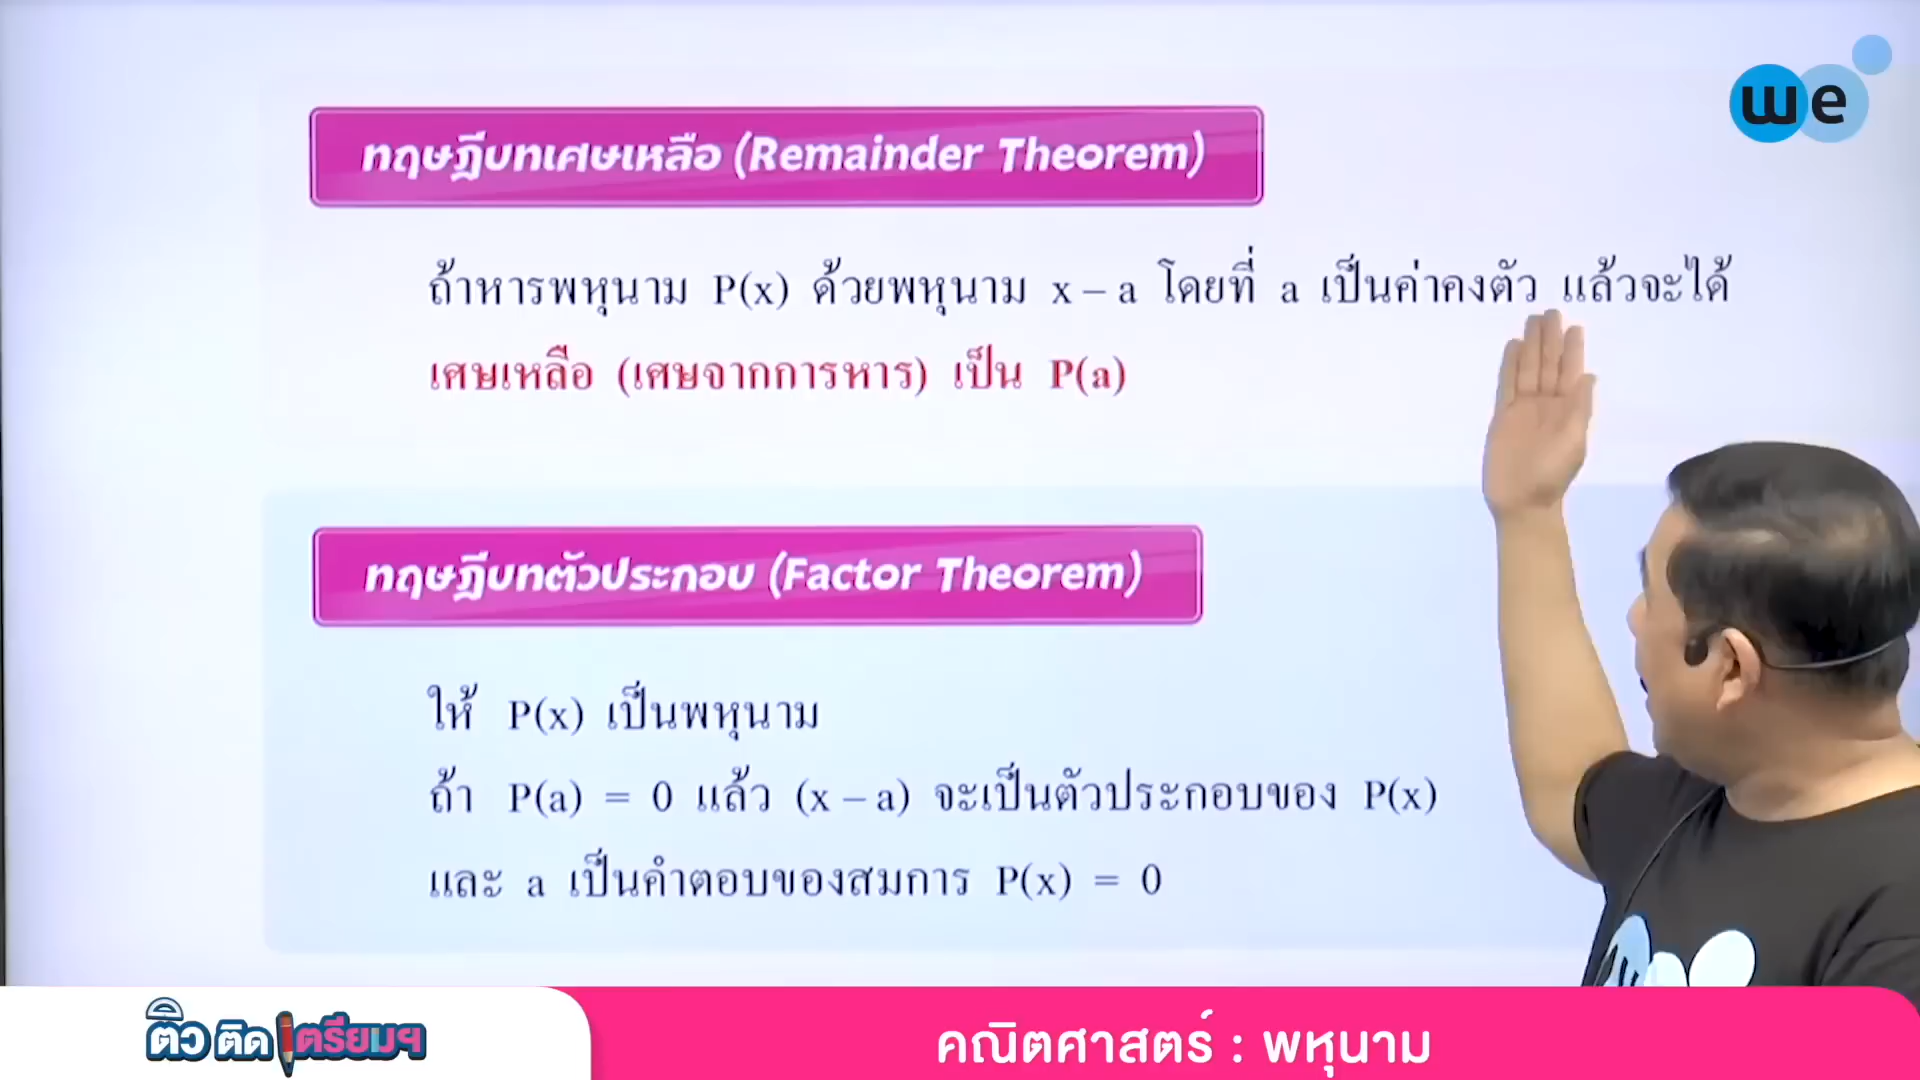 we
ทฤษฎีบทเศษเหลือ (Remainder Theorem)
ถ้าหารพหุนาม P(x) ด้วยพหุนาม x – a โดยที่ a เป็นค่าคงตัว แล้วจะได้
เศษเหลือ (เศษจากการหาร) เป็น P(a)
ทฤษฎีบทตัวประกอบ (Factor Theorem)
ให้ P(x) เป็นพหุนาม
ถ้า P(a) = 0 แล้ว (x – a) จะเป็นตัวประกอบของ P(x)
และ a เป็นคำตอบของสมการ P(x) = 0
ติว ติด เตรียมฯ
คณิตศาสตร์ : พหุนาม